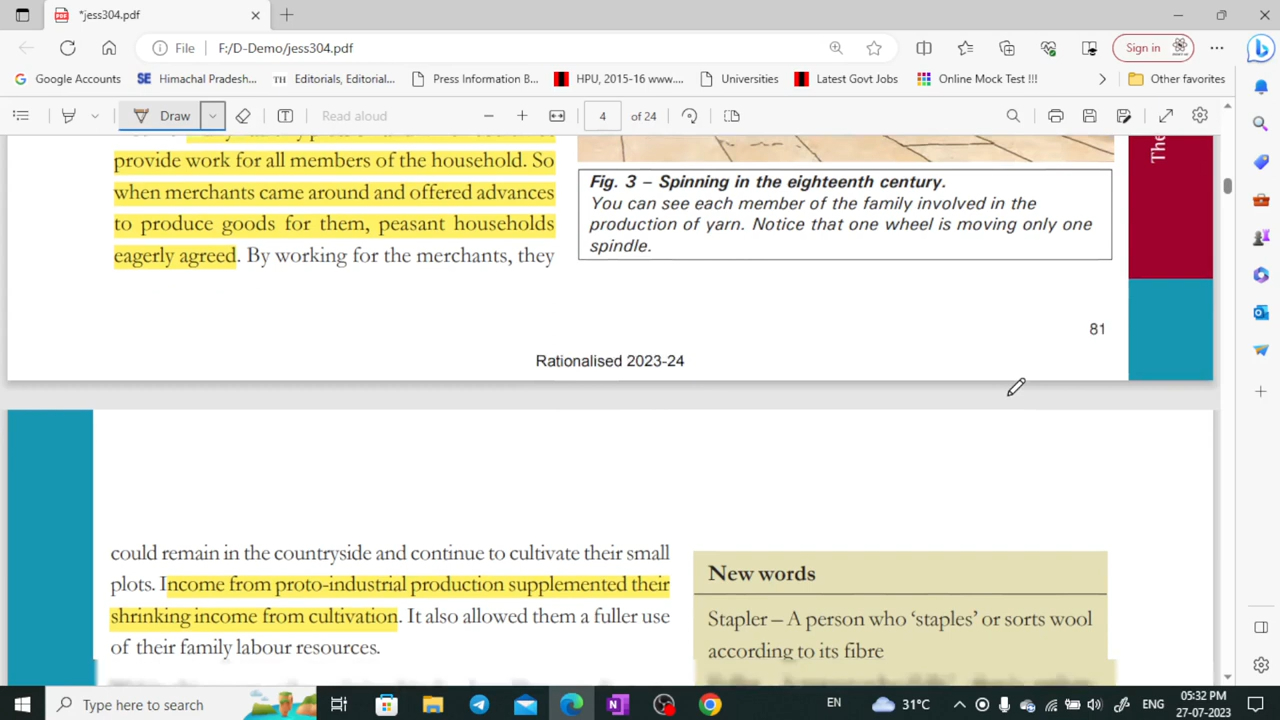 *jess304.pdf
File F:/D-Demo/jess304.pdf
Sign in
Google Accounts
SE Himachal Pradesh...
TH Editorials, Editorial...
Press Information B...
HPU, 2015-16 www....
Universities
Latest Govt Jobs
Online Mock Test !!!
Other favorites
Draw
Read aloud
4 of 24
provide work for all members of the household. So
when merchants came around and offered advances
to produce goods for them, peasant households
eagerly agreed. By working for the merchants, they
Fig. 3 – Spinning in the eighteenth century.
You can see each member of the family involved in the
production of yarn. Notice that one wheel is moving only one
spindle.
The
81
Rationalised 2023-24
could remain in the countryside and continue to cultivate their small
plots. Income from proto-industrial production supplemented their
shrinking income from cultivation. It also allowed them a fuller use
of their family labour resources.
New words
Stapler – A person who ‘staples’ or sorts wool
according to its fibre
Type here to search
EN
31°C
ENG
05:32 PM
27-07-2023